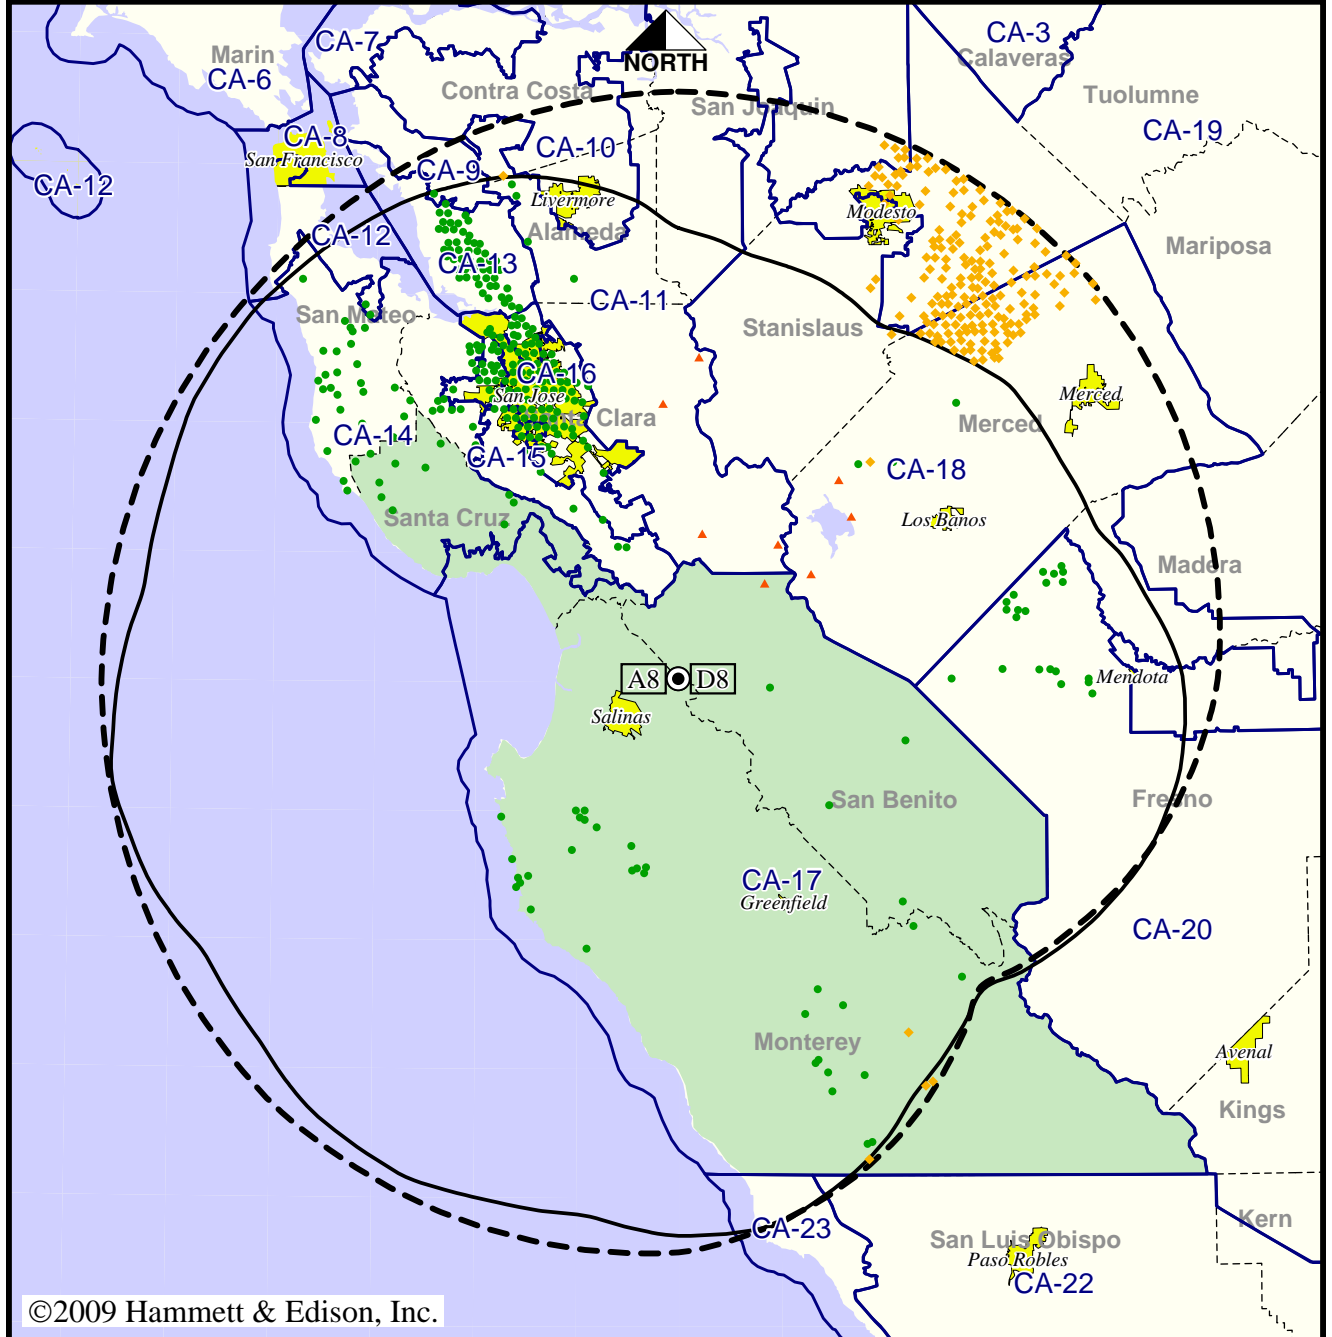 CA-7
CA-3
Marin
CA-6
Calaveras
NORTH
Contra Costa
San Joaquin
Tuolumne
CA-19
CA-8
San Francisco
CA-10
CA-9
CA-12
Livermore
Modesto
Alameda
CA-12
Mariposa
CA-13
CA-11
San Mateo
Stanislaus
CA-16
San Jose
Merced
Santa Clara
Merced
CA-14
CA-15
CA-18
Santa Cruz
Los Banos
Madera
A8
D8
Mendota
Salinas
San Benito
Fresno
CA-17
Greenfield
CA-20
Monterey
Avenal
Kings
CA-23
Kern
San Luis Obispo
Paso Robles
CA-22
©2009 Hammett & Edison, Inc.